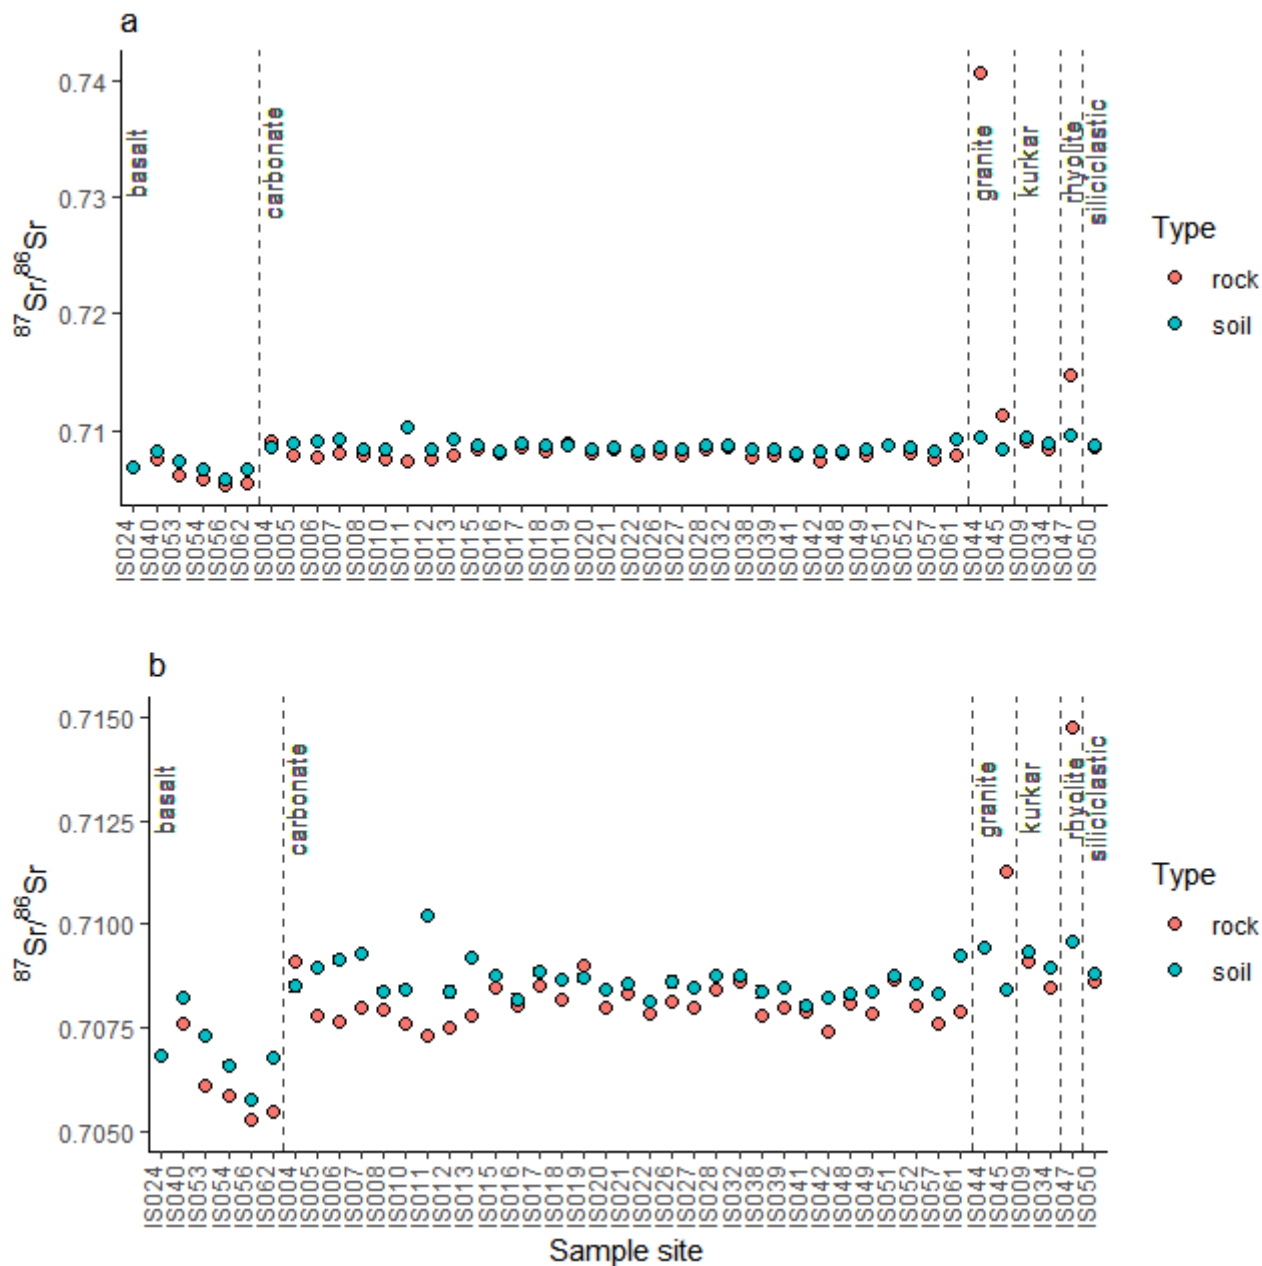 a
0.74
0.73
0.72
0.71
87Sr/86Sr
basalt
carbonate
granite
kurkar
rhyolite
siliciclastic
IS024
IS040
IS053
IS054
IS056
IS062
IS004
IS005
IS006
IS007
IS008
IS010
IS011
IS012
IS013
IS015
IS016
IS017
IS018
IS019
IS020
IS021
IS022
IS026
IS027
IS028
IS032
IS038
IS039
IS041
IS042
IS048
IS049
IS051
IS052
IS057
IS061
IS044
IS045
IS009
IS034
IS047
IS050
Type
rock
soil
b
0.7150
0.7125
0.7100
0.7075
0.7050
87Sr/86Sr
basalt
carbonate
granite
kurkar
rhyolite
siliciclastic
IS024
IS040
IS053
IS054
IS056
IS062
IS004
IS005
IS006
IS007
IS008
IS010
IS011
IS012
IS013
IS015
IS016
IS017
IS018
IS019
IS020
IS021
IS022
IS026
IS027
IS028
IS032
IS038
IS039
IS041
IS042
IS048
IS049
IS051
IS052
IS057
IS061
IS044
IS045
IS009
IS034
IS047
IS050
Sample site
Type
rock
soil